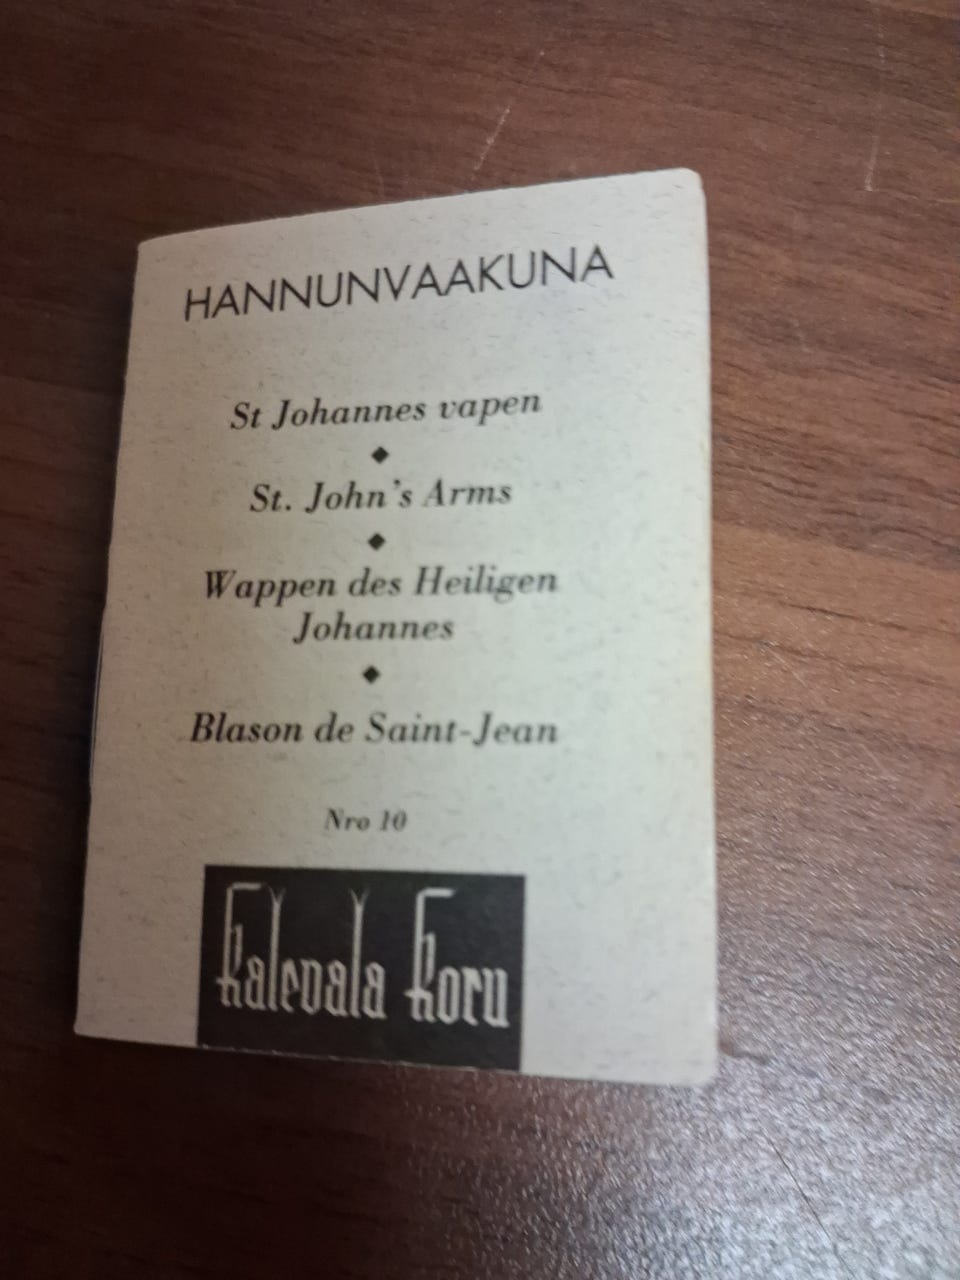 HANNUNVAAKUNA
St Johannes vapen
St. John's Arms
Wappen des Heiligen
Johannes
Blason de Saint-Jean
Nro 10
Kalevala Koru